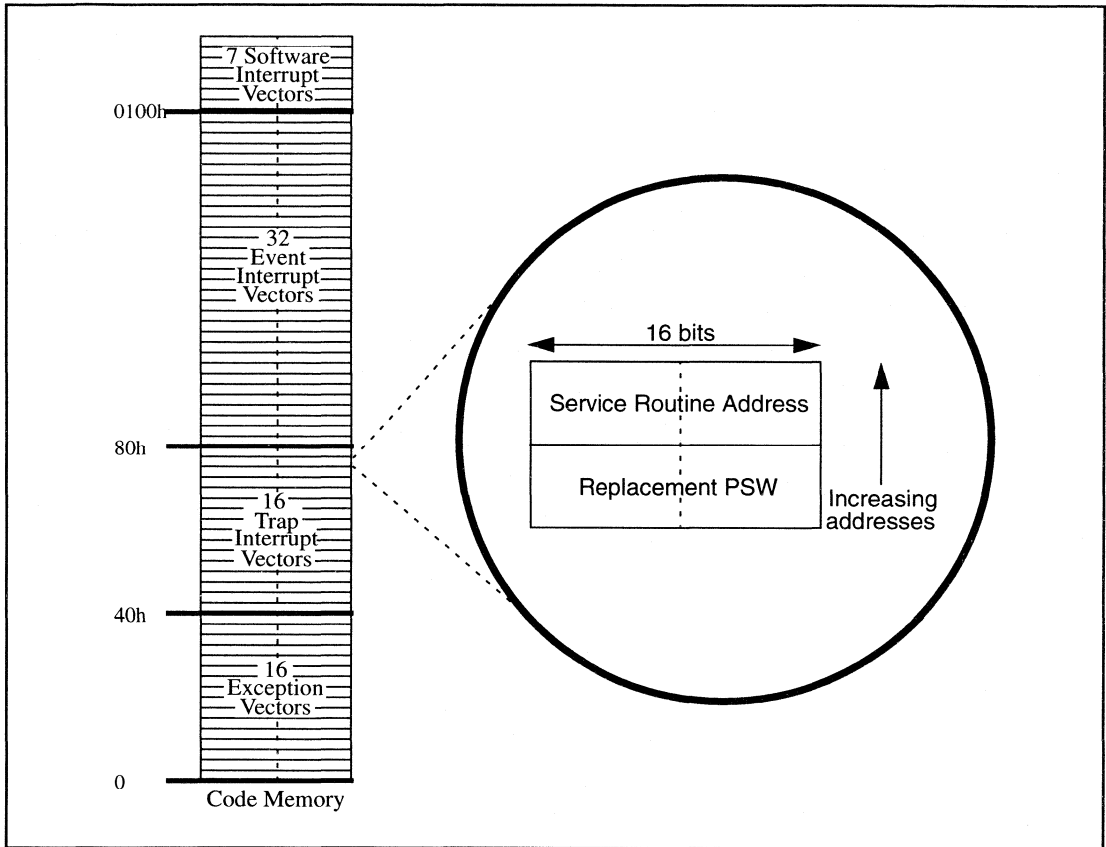 7 Software
Interrupt
Vectors
0100h
32
Event
Interrupt
Vectors
80h
16
Trap
Interrupt
Vectors
40h
16
Exception
Vectors
0
Code Memory
16 bits
Service Routine Address
Replacement PSW
Increasing
addresses